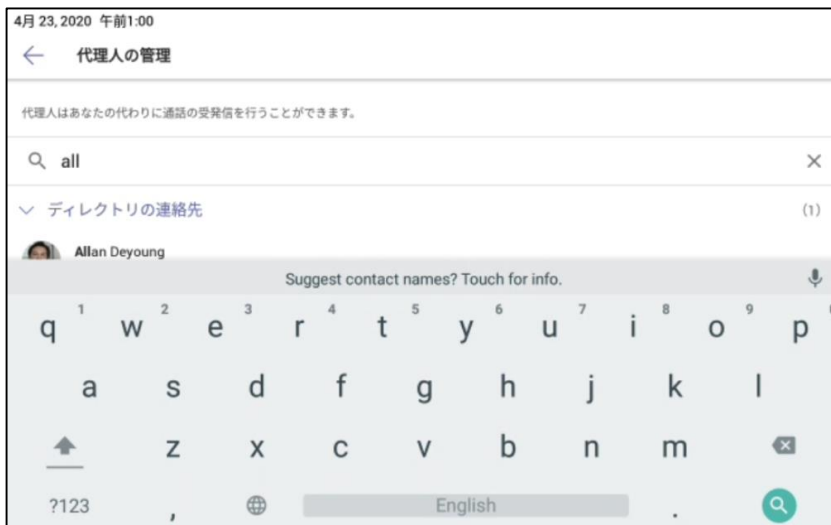 4月 23, 2020 午前1:00
代理人の管理
代理人はあなたの代わりに通話の受発信を行うことができます。
all
ディレクトリの連絡先 (1)
Allan Deyoung
Suggest contact names? Touch for info.
q 1 w 2 e 3 r 4 t 5 y 6 u 7 i 8 o 9 p
a s d f g h j k l
z x c v b n m
?123 , English .